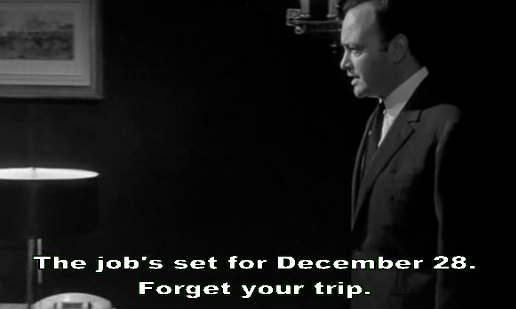 The job's set for December 28.
Forget your trip.